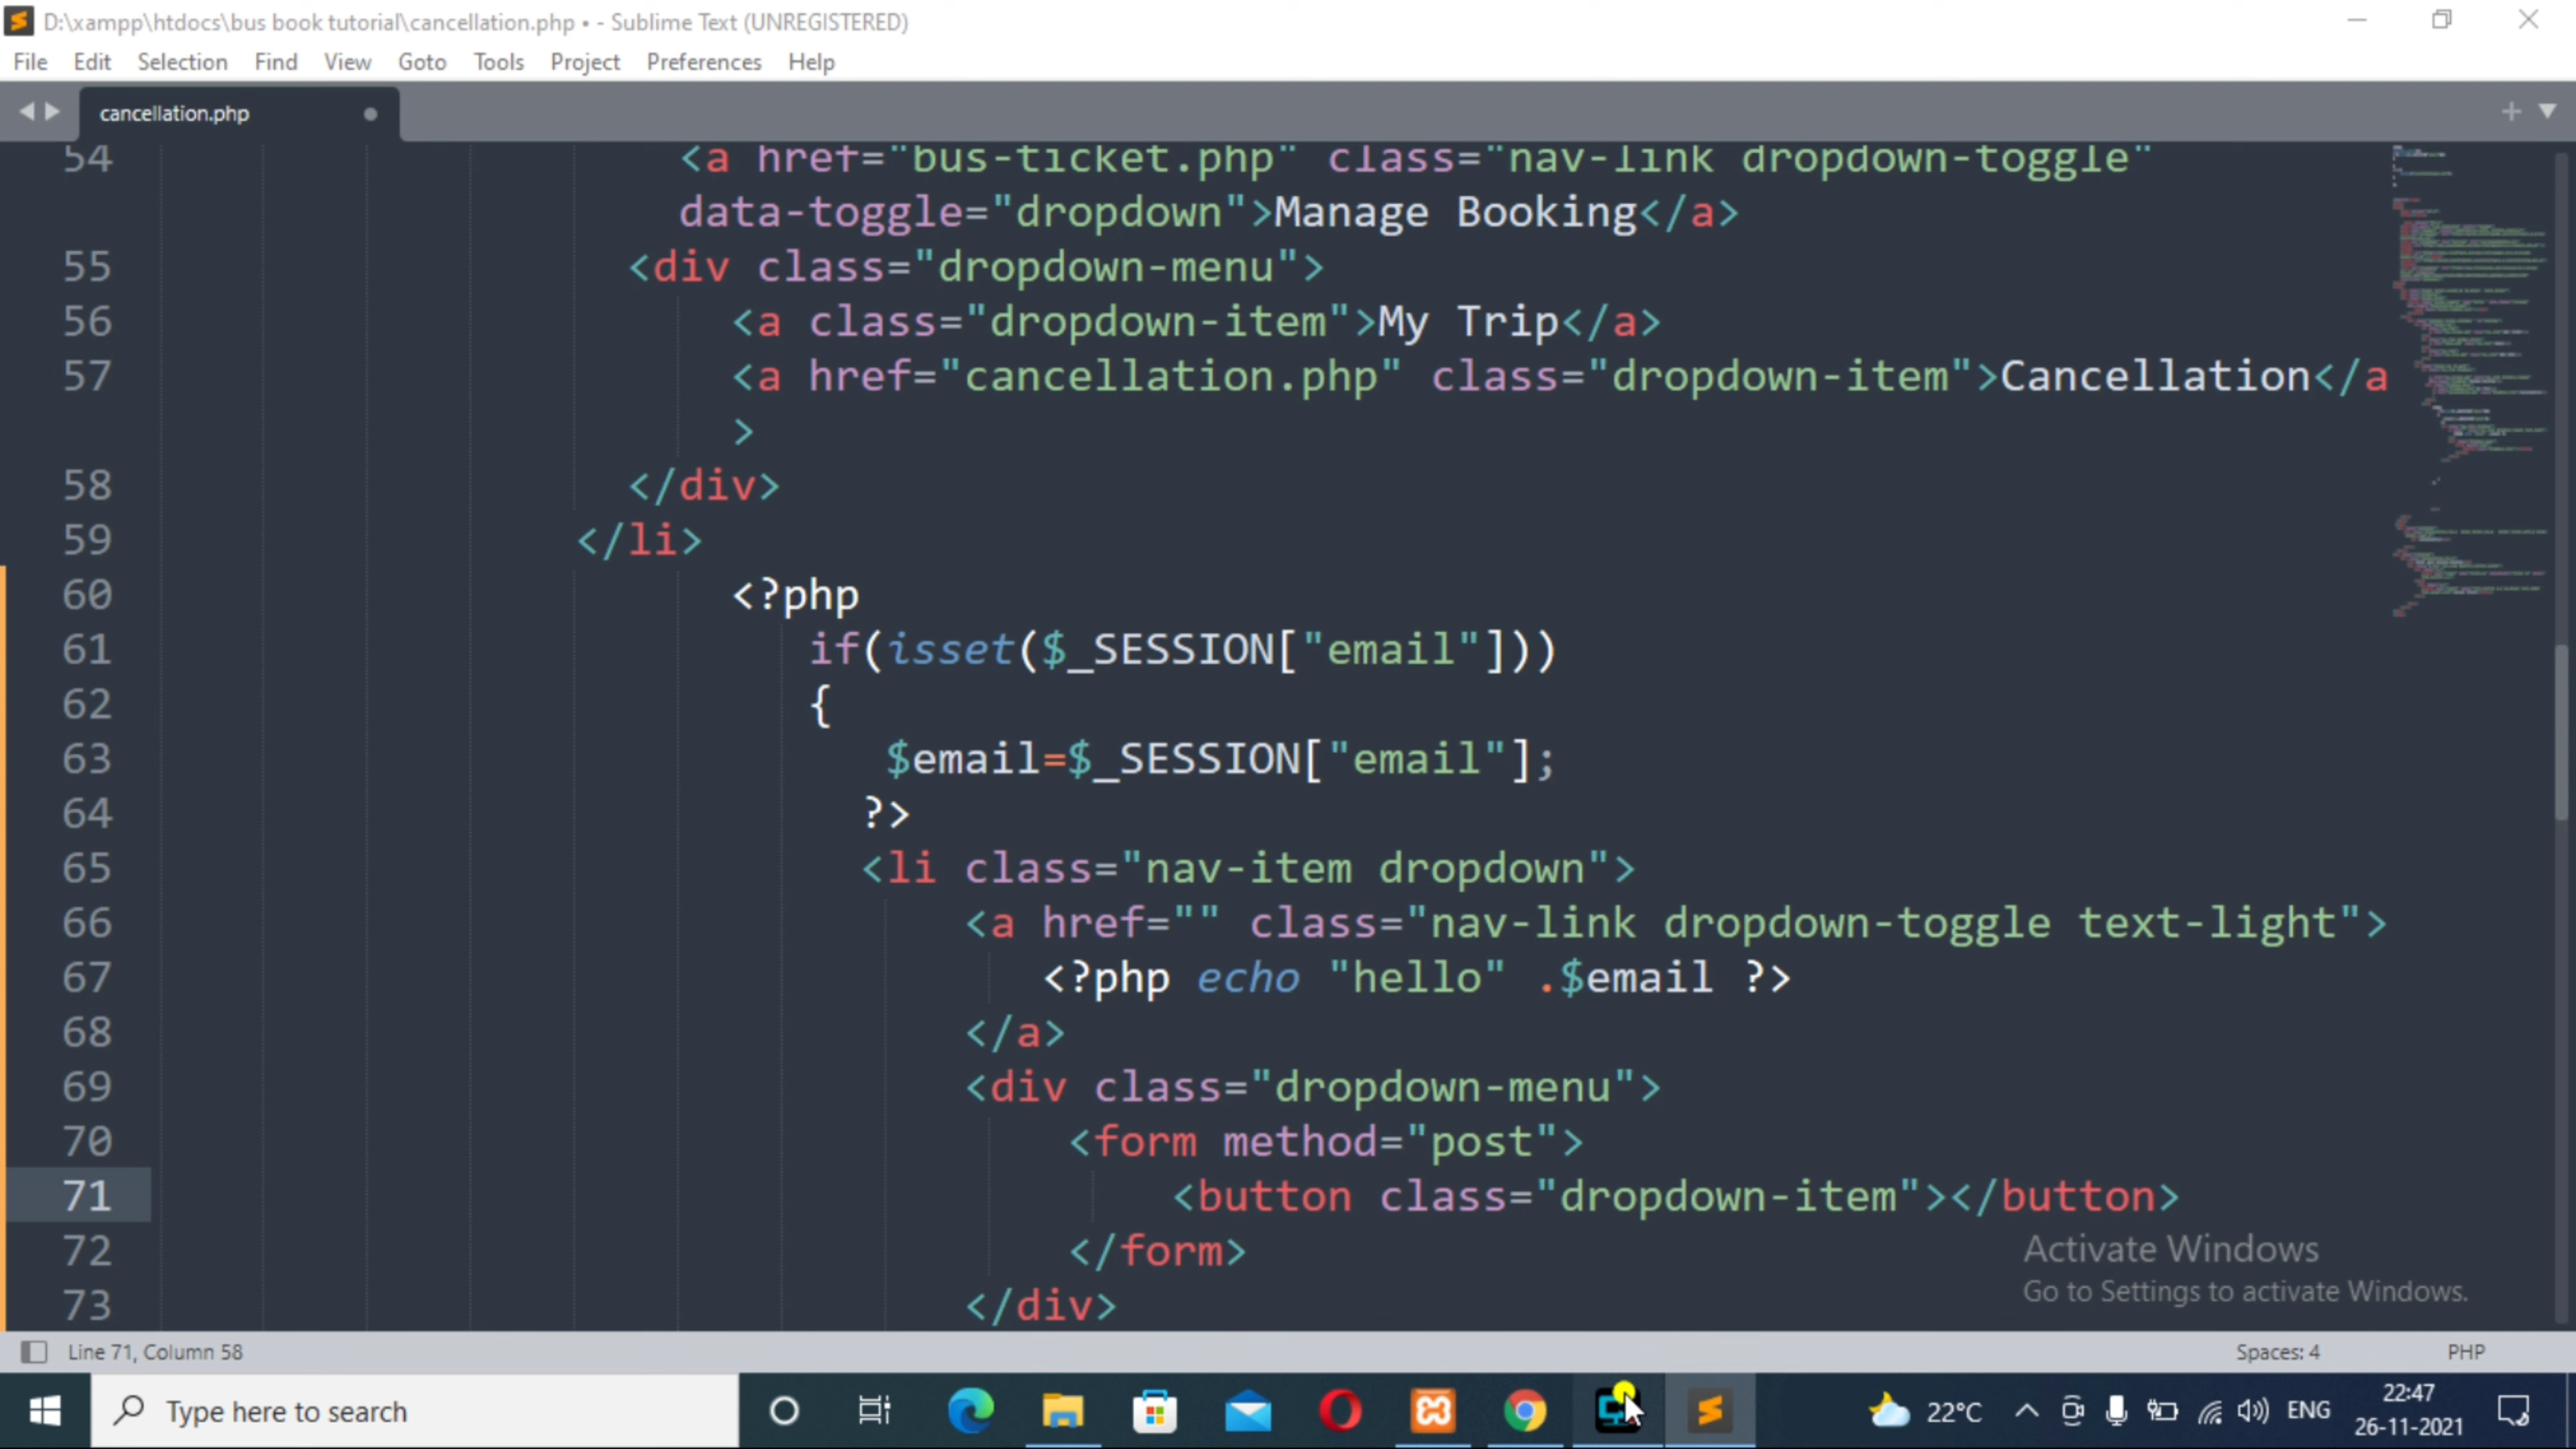 D:\xampp\htdocs\bus book tutorial\cancellation.php • - Sublime Text (UNREGISTERED)
File Edit Selection Find View Goto Tools Project Preferences Help
cancellation.php
54 <a href="bus-ticket.php" class="nav-link dropdown-toggle"
data-toggle="dropdown">Manage Booking</a>
55 <div class="dropdown-menu">
56 <a class="dropdown-item">My Trip</a>
57 <a href="cancellation.php" class="dropdown-item">Cancellation</a
>
58 </div>
59 </li>
60 <?php
61 if(isset($_SESSION["email"]))
62 {
63 $email=$_SESSION["email"];
64 ?>
65 <li class="nav-item dropdown">
66 <a href="" class="nav-link dropdown-toggle text-light">
67 <?php echo "hello" .$email ?>
68 </a>
69 <div class="dropdown-menu">
70 <form method="post">
71 <button class="dropdown-item"></button>
72 </form>
73 </div>
Activate Windows
Go to Settings to activate Windows.
Line 71, Column 58 Spaces: 4 PHP
Type here to search 22°C ENG 22:47
26-11-2021